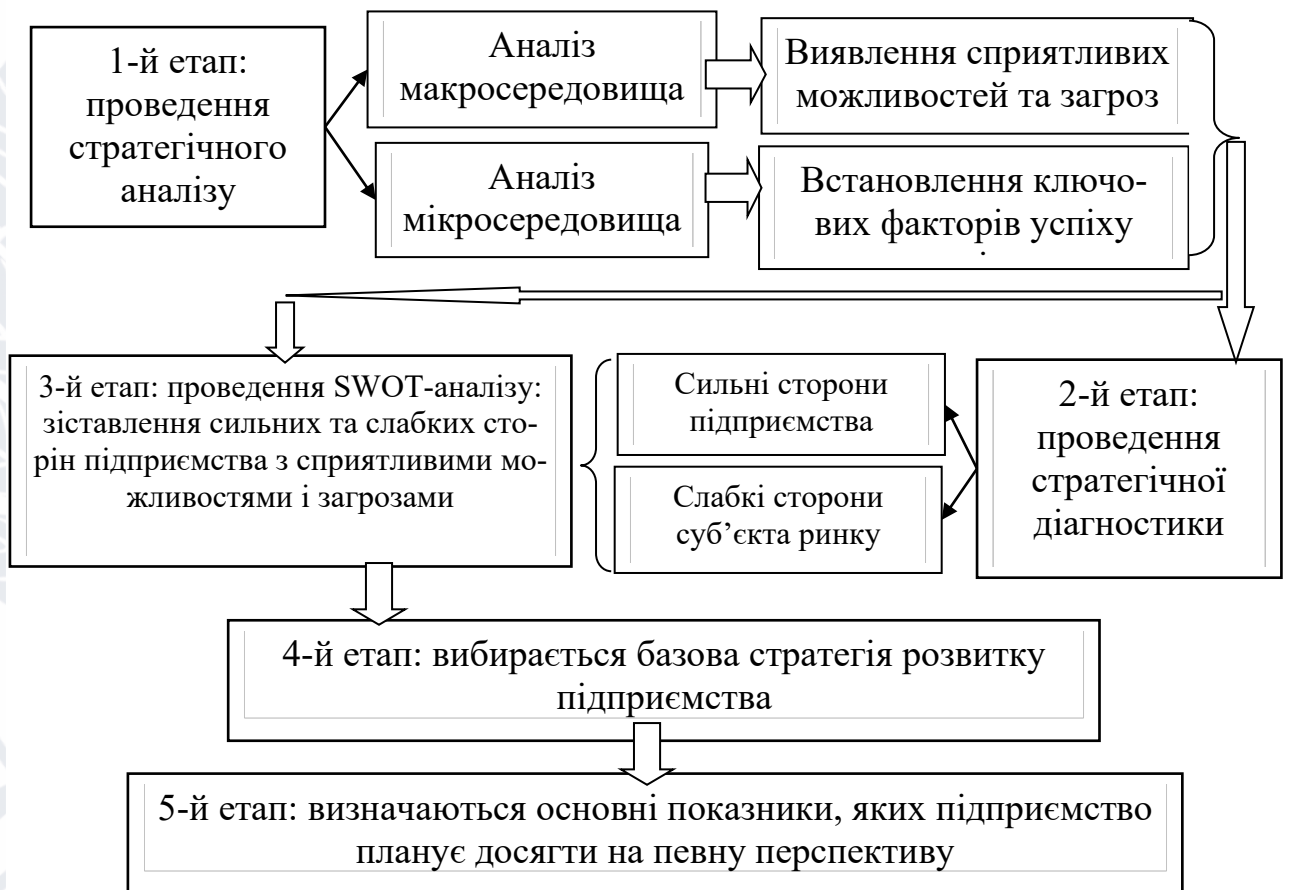 1-й етап:
проведення
стратегічного
аналізу
Аналіз
макросередовища
Виявлення сприятливих
можливостей та загроз
Аналіз
мікросередовища
Встановлення ключо-
вих факторів успіху
3-й етап: проведення SWOT-аналізу:
зіставлення сильних та слабких сто-
рін підприємства з сприятливими мо-
жливостями і загрозами
Сильні сторони
підприємства
Слабкі сторони
суб’єкта ринку
2-й етап:
проведення
стратегічної
діагностики
4-й етап: вибирається базова стратегія розвитку
підприємства
5-й етап: визначаються основні показники, яких підприємство
планує досягти на певну перспективу